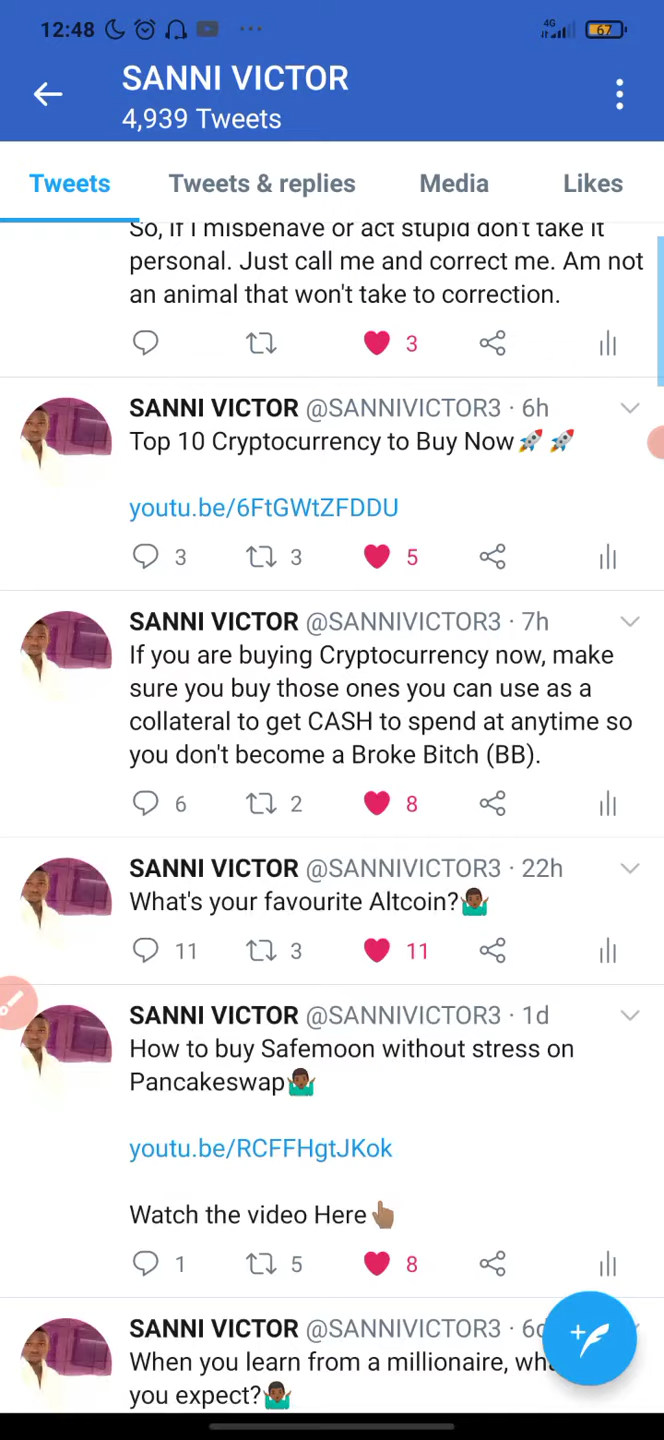 12:48
4G
67
SANNI VICTOR
4,939 Tweets
Tweets
Tweets & replies
Media
Likes
So, if I misbehave or act stupid don't take it
personal. Just call me and correct me. Am not
an animal that won't take to correction.
3
SANNI VICTOR @SANNIVICTOR3 · 6h
Top 10 Cryptocurrency to Buy Now🚀 🚀
youtu.be/6FtGWtZFDDU
3 3 5
SANNI VICTOR @SANNIVICTOR3 · 7h
If you are buying Cryptocurrency now, make
sure you buy those ones you can use as a
collateral to get CASH to spend at anytime so
you don't become a Broke Bitch (BB).
6 2 8
SANNI VICTOR @SANNIVICTOR3 · 22h
What's your favourite Altcoin?🤷🏾‍♂️
11 3 11
SANNI VICTOR @SANNIVICTOR3 · 1d
How to buy Safemoon without stress on
Pancakeswap🤷🏾‍♂️
youtu.be/RCFFHgtJKok
Watch the video Here👆🏽
1 5 8
SANNI VICTOR @SANNIVICTOR3 ·
When you learn from a millionaire,
you expect?🤷🏾‍♂️